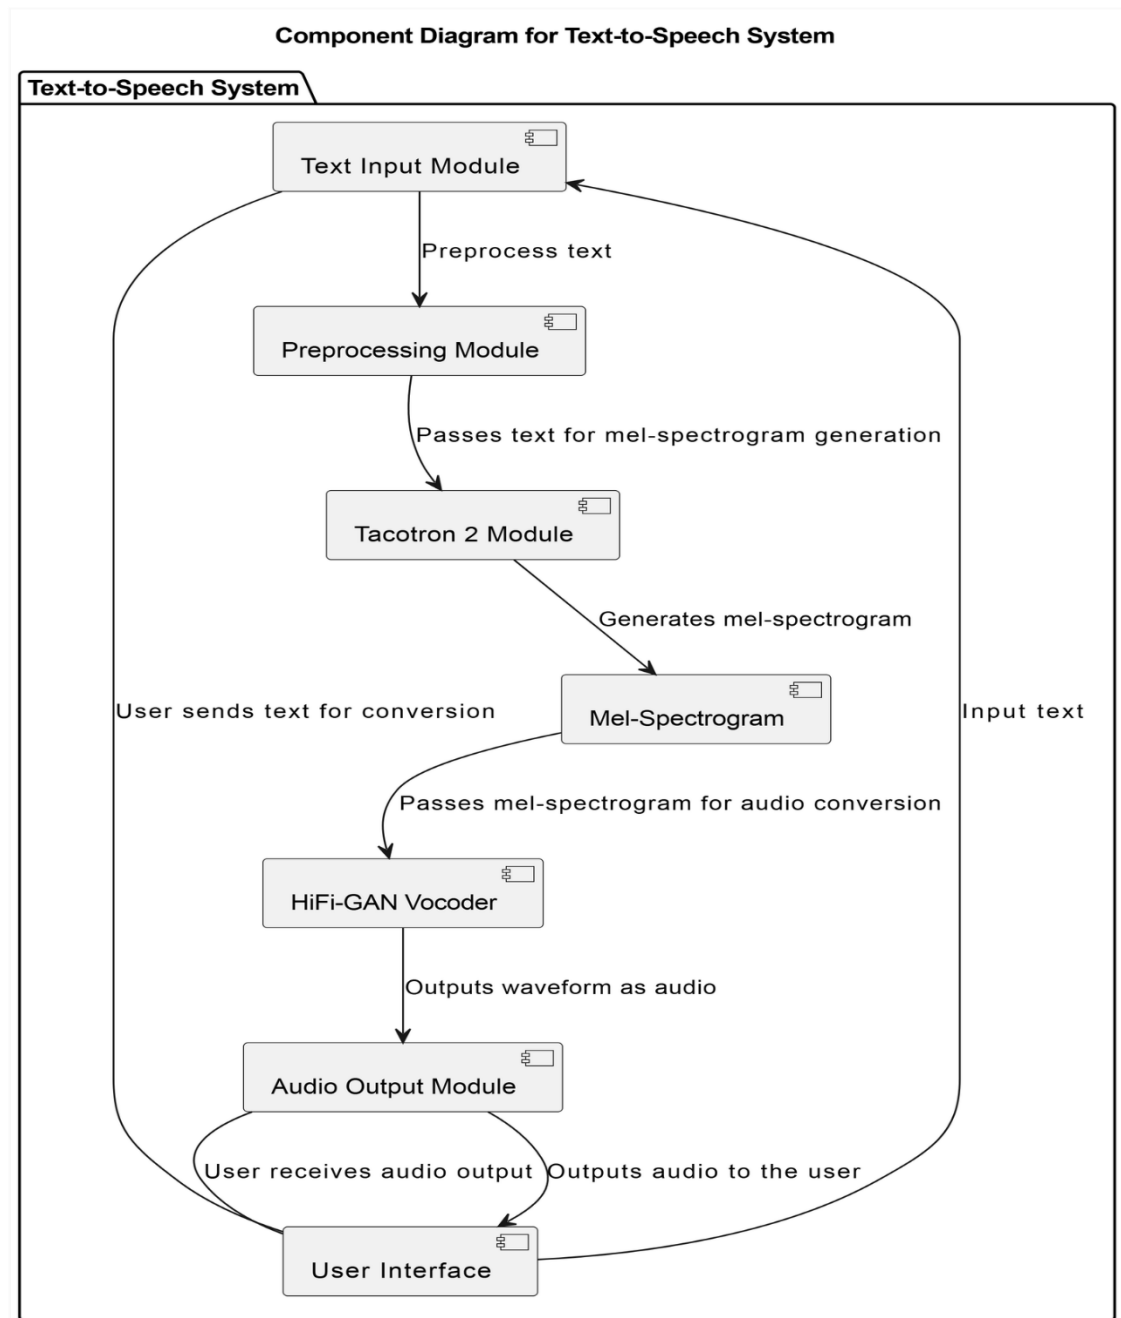 Component Diagram for Text-to-Speech System
Text-to-Speech System
Text Input Module
Preprocess text
Preprocessing Module
Passes text for mel-spectrogram generation
Tacotron 2 Module
Generates mel-spectrogram
User sends text for conversion
Mel-Spectrogram
Input text
Passes mel-spectrogram for audio conversion
HiFi-GAN Vocoder
Outputs waveform as audio
Audio Output Module
User receives audio output
Outputs audio to the user
User Interface